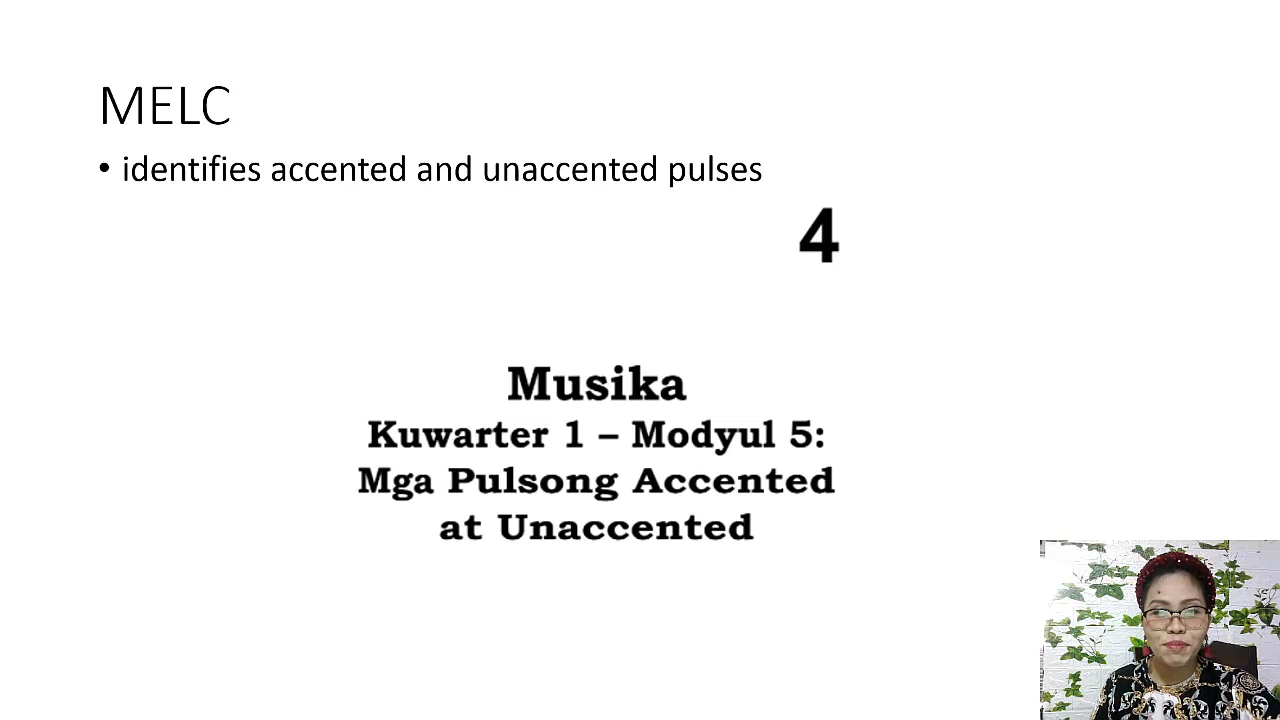 MELC
• identifies accented and unaccented pulses
4
Musika
Kuwarter 1 – Modyul 5:
Mga Pulsong Accented
at Unaccented